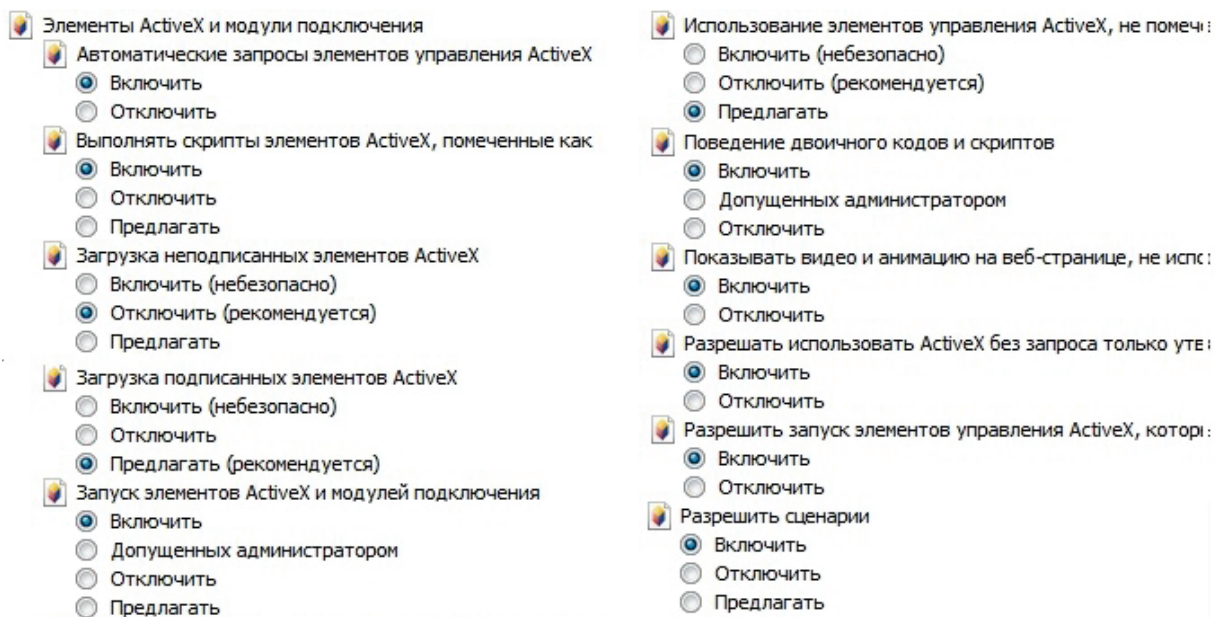 Элементы ActiveX и модули подключения
Автоматические запросы элементов управления ActiveX
Включить
Отключить
Выполнять скрипты элементов ActiveX, помеченные как
Включить
Отключить
Предлагать
Загрузка неподписанных элементов ActiveX
Включить (небезопасно)
Отключить (рекомендуется)
Предлагать
Загрузка подписанных элементов ActiveX
Включить (небезопасно)
Отключить
Предлагать (рекомендуется)
Запуск элементов ActiveX и модулей подключения
Включить
Допущенных администратором
Отключить
Предлагать
Использование элементов управления ActiveX, не
Включить (небезопасно)
Отключить (рекомендуется)
Предлагать
Поведение двоичного кодов и скриптов
Включить
Допущенных администратором
Отключить
Показывать видео и анимацию на веб-странице, не
Включить
Отключить
Разрешать использовать ActiveX без запроса только
Включить
Отключить
Разрешить запуск элементов управления ActiveX,
Включить
Отключить
Разрешить сценарии
Включить
Отключить
Предлагать